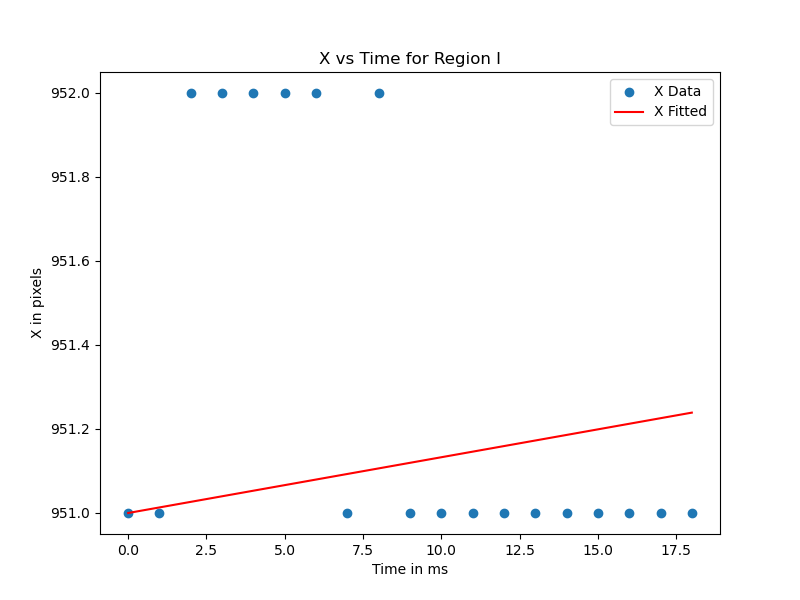 X vs Time for Region I
X Data
X Fitted
952.0
951.8
951.6
951.4
951.2
951.0
X in pixels
0.0 2.5 5.0 7.5 10.0 12.5 15.0 17.5
Time in ms